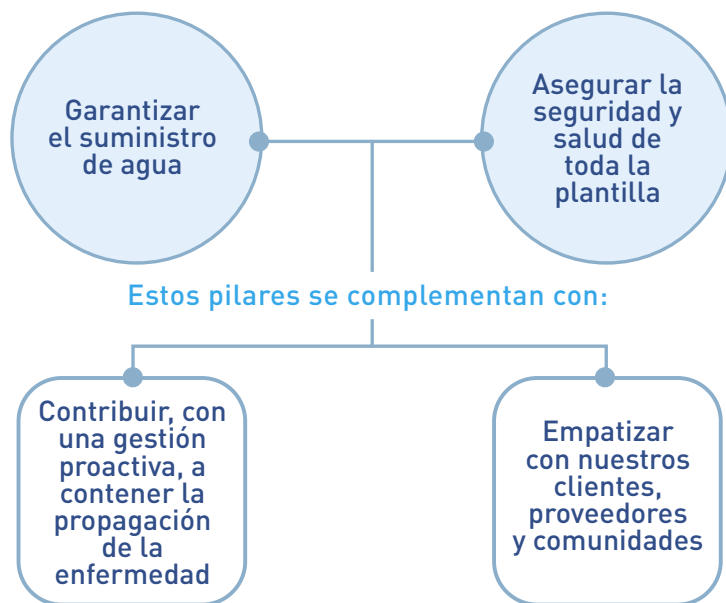 Garantizar
el suministro
de agua
Asegurar la
seguridad y
salud de
toda la
plantilla
Estos pilares se complementan con:
Contribuir, con
una gestión
proactiva, a
contener la
propagación
de la
enfermedad
Empatizar
con nuestros
clientes,
proveedores
y comunidades